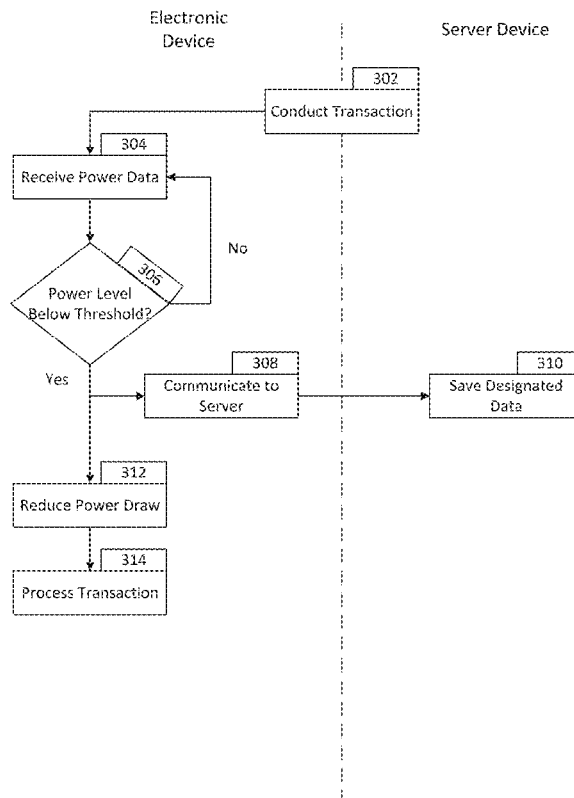 Electronic
Device
Server Device
302
Conduct Transaction
304
Receive Power Data
306
No
Power Level
Below Threshold?
Yes
308
Communicate to
Server
310
Save Designated
Data
312
Reduce Power Draw
314
Process Transaction